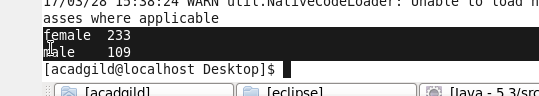 17/03/28 15:38:24 WARN util.NativeCodeLoader: Unable to load n
asses where applicable
female 233
male 109
[acadgild@localhost Desktop]$
[acadgild] [eclipse] [Java - 5.3/src